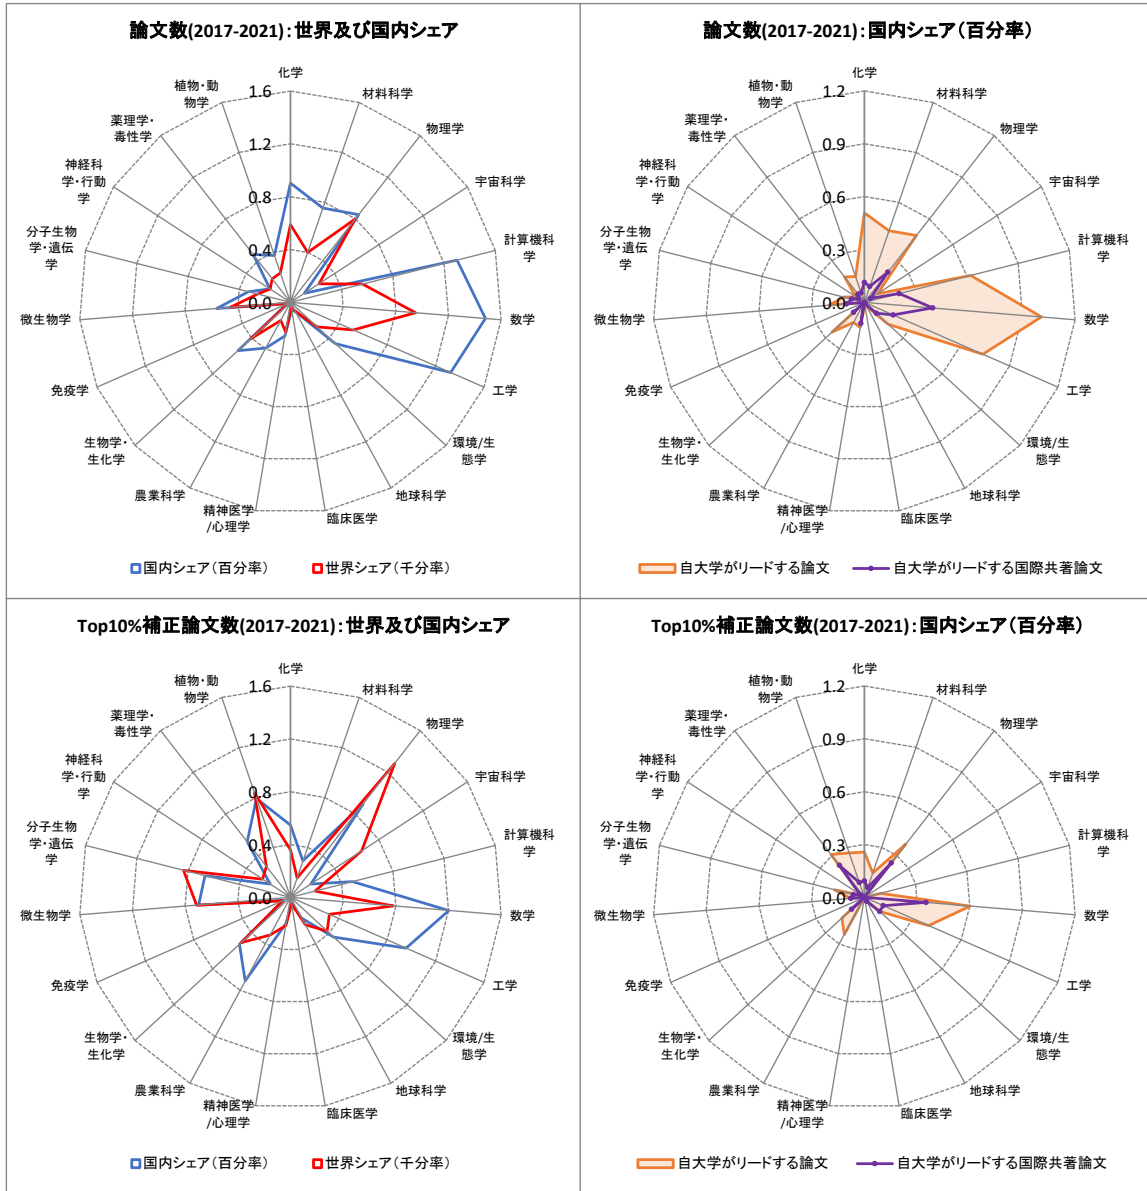 論文数(2017-2021)：世界及び国内シェア
化学
材料科学
物理学
宇宙科学
計算機科
学
数学
工学
環境/生
態学
地球科学
臨床医学
精神医学
/心理学
農業科学
生物学・
生化学
免疫学
微生物学
分子生物
学・遺伝
学
神経科
学・行動
学
薬理学・
毒性学
植物・動
物学
1.6
1.2
0.8
0.4
0.0
国内シェア（百分率）
世界シェア（千分率）
論文数(2017-2021)：国内シェア（百分率）
化学
材料科学
物理学
宇宙科学
計算機科
学
数学
工学
環境/生
態学
地球科学
臨床医学
精神医学
/心理学
農業科学
生物学・
生化学
免疫学
微生物学
分子生物
学・遺伝
学
神経科
学・行動
学
薬理学・
毒性学
植物・動
物学
1.2
0.9
0.6
0.3
0.0
自大学がリードする論文
自大学がリードする国際共著論文
Top10%補正論文数(2017-2021)：世界及び国内シェア
化学
材料科学
物理学
宇宙科学
計算機科
学
数学
工学
環境/生
態学
地球科学
臨床医学
精神医学
/心理学
農業科学
生物学・
生化学
免疫学
微生物学
分子生物
学・遺伝
学
神経科
学・行動
学
薬理学・
毒性学
植物・動
物学
1.6
1.2
0.8
0.4
0.0
国内シェア（百分率）
世界シェア（千分率）
Top10%補正論文数(2017-2021)：国内シェア（百分率）
化学
材料科学
物理学
宇宙科学
計算機科
学
数学
工学
環境/生
態学
地球科学
臨床医学
精神医学
/心理学
農業科学
生物学・
生化学
免疫学
微生物学
分子生物
学・遺伝
学
神経科
学・行動
学
薬理学・
毒性学
植物・動
物学
1.2
0.9
0.6
0.3
0.0
自大学がリードする論文
自大学がリードする国際共著論文